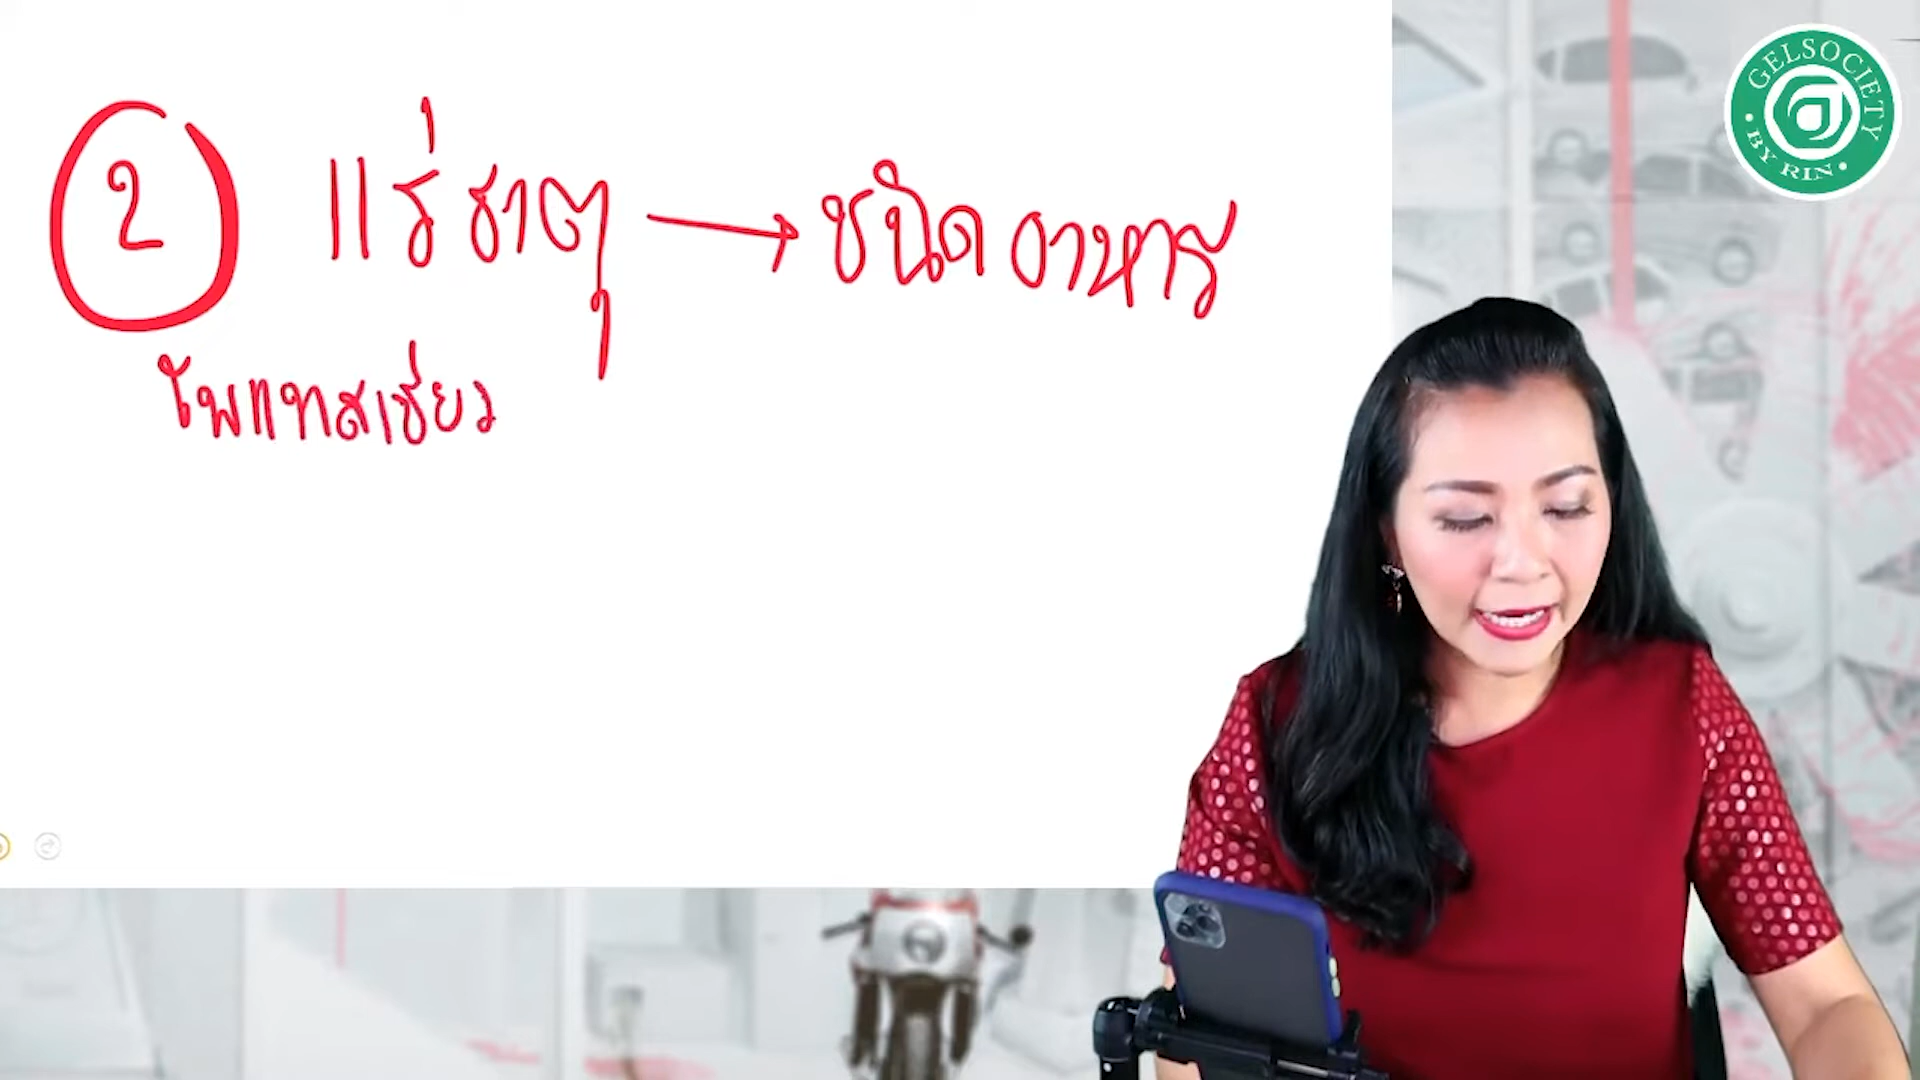 2 แร่ธาตุ → ชนิดอาหาร
โพแทสเซียว
GELSOCIETY
• BY RIN •